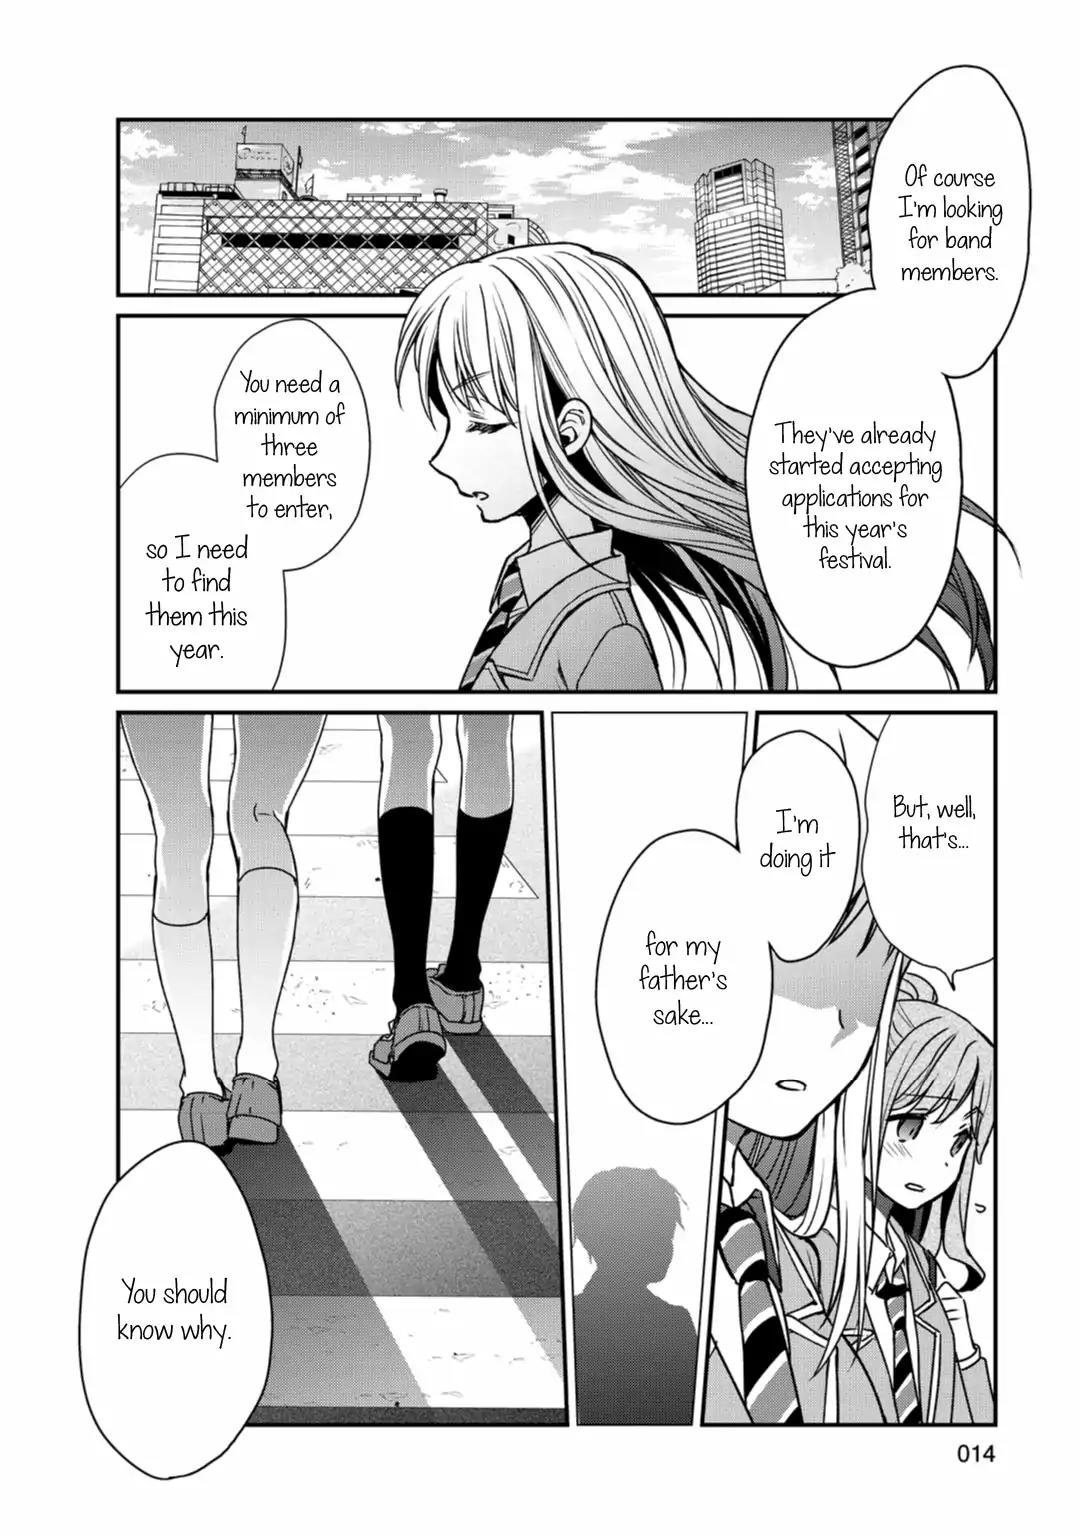 Of course
I'm looking
for band
members.
They've already
started accepting
applications for
this year's
festival.
You need a
minimum of
three
members
to enter,
so I need
to find
them this
year.
But, well,
that's...
I'm
doing it
for my
father's
sake...
You should
know why.
014